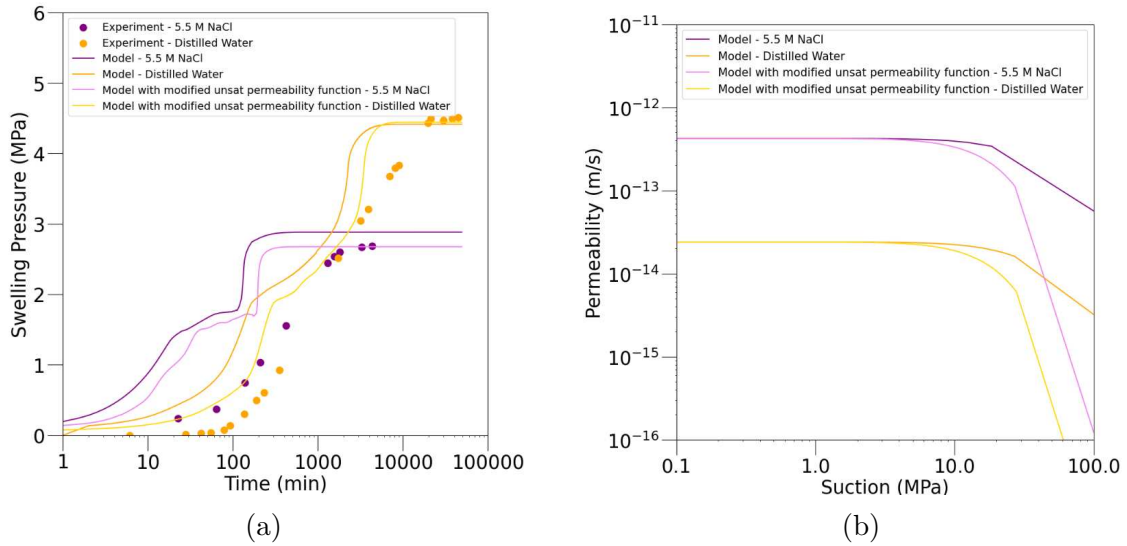 6
5
4
3
2
1
0
Swelling Pressure (MPa)
Experiment - 5.5 M NaCl
Experiment - Distilled Water
Model - 5.5 M NaCl
Model - Distilled Water
Model with modified unsat permeability function - 5.5 M NaCl
Model with modified unsat permeability function - Distilled Water
1 10 100 1000 10000 100000
Time (min)
(a)
10⁻¹¹
10⁻¹²
10⁻¹³
10⁻¹⁴
10⁻¹⁵
10⁻¹⁶
Permeability (m/s)
Model - 5.5 M NaCl
Model - Distilled Water
Model with modified unsat permeability function - 5.5 M NaCl
Model with modified unsat permeability function - Distilled Water
0.1 1.0 10.0 100.0
Suction (MPa)
(b)